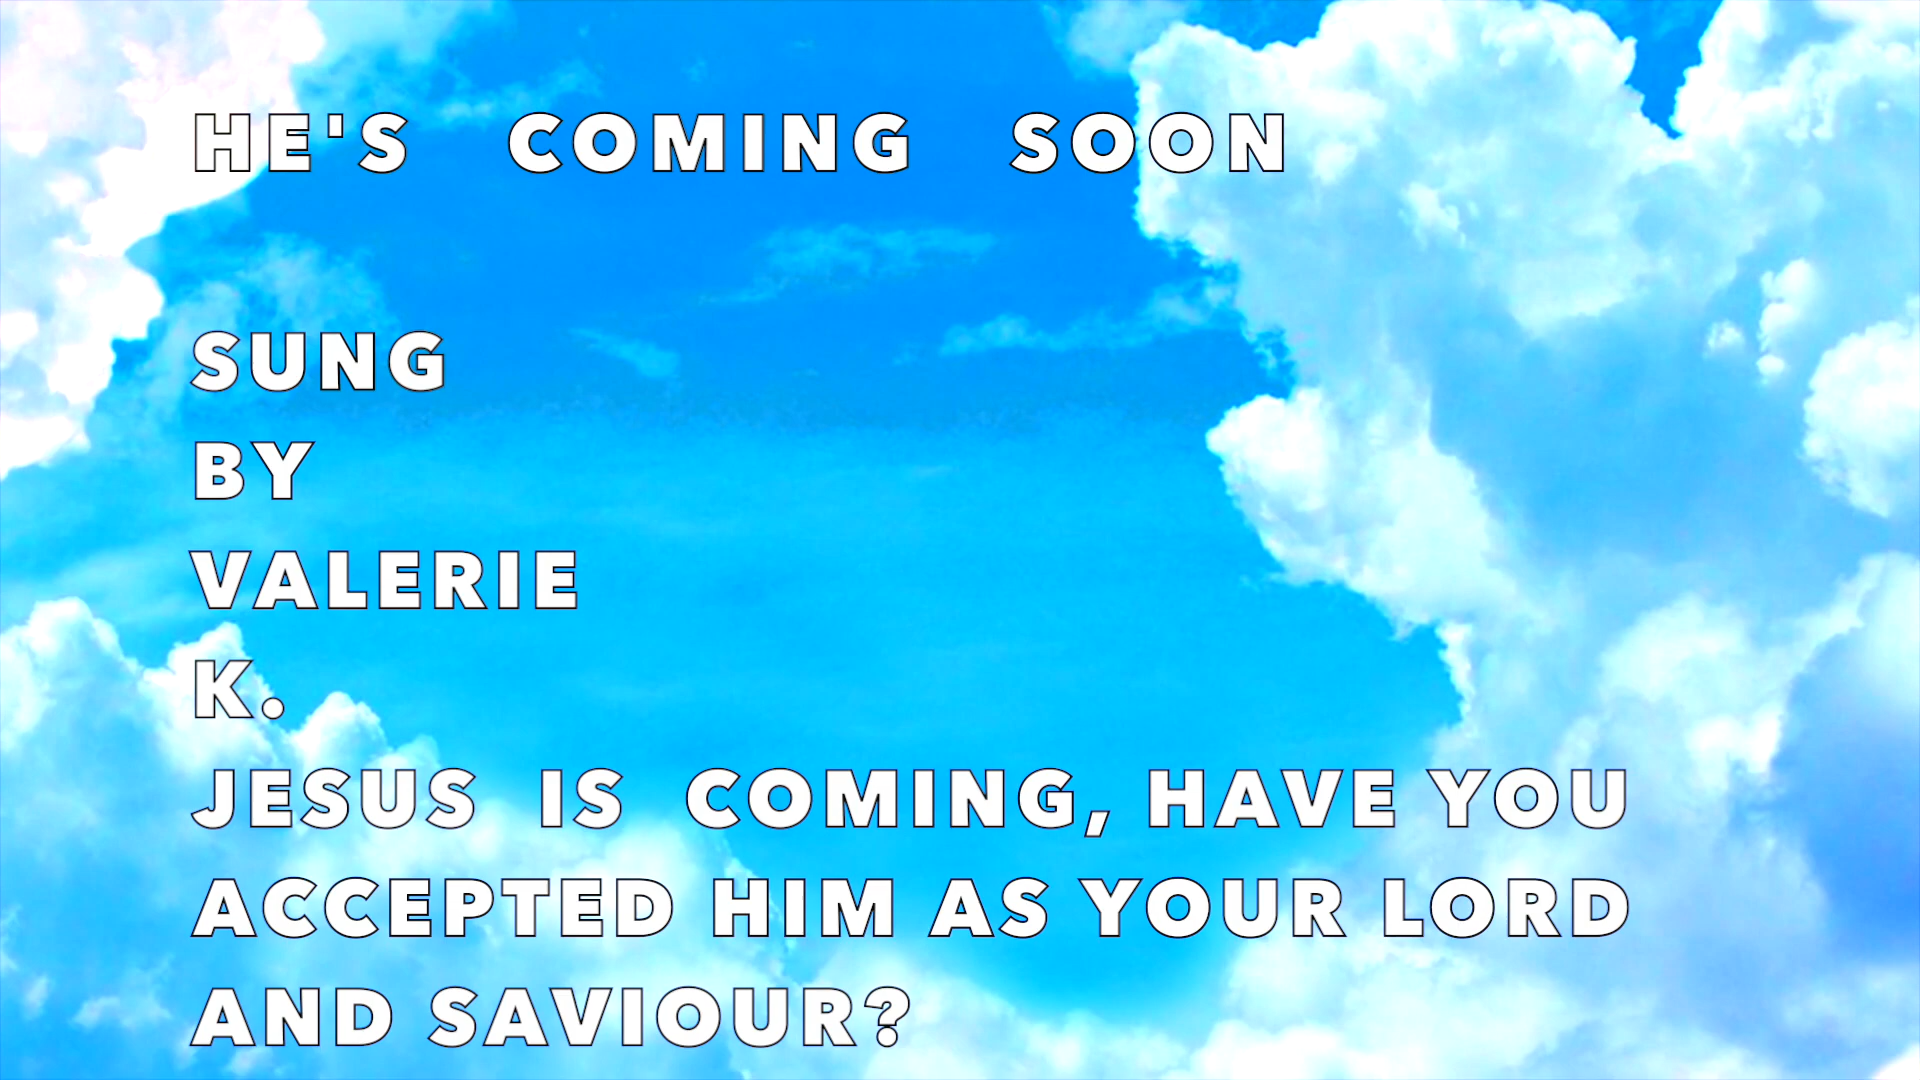 HE'S COMING SOON
SUNG
BY
VALERIE
K.
JESUS IS COMING, HAVE YOU
ACCEPTED HIM AS YOUR LORD
AND SAVIOUR?